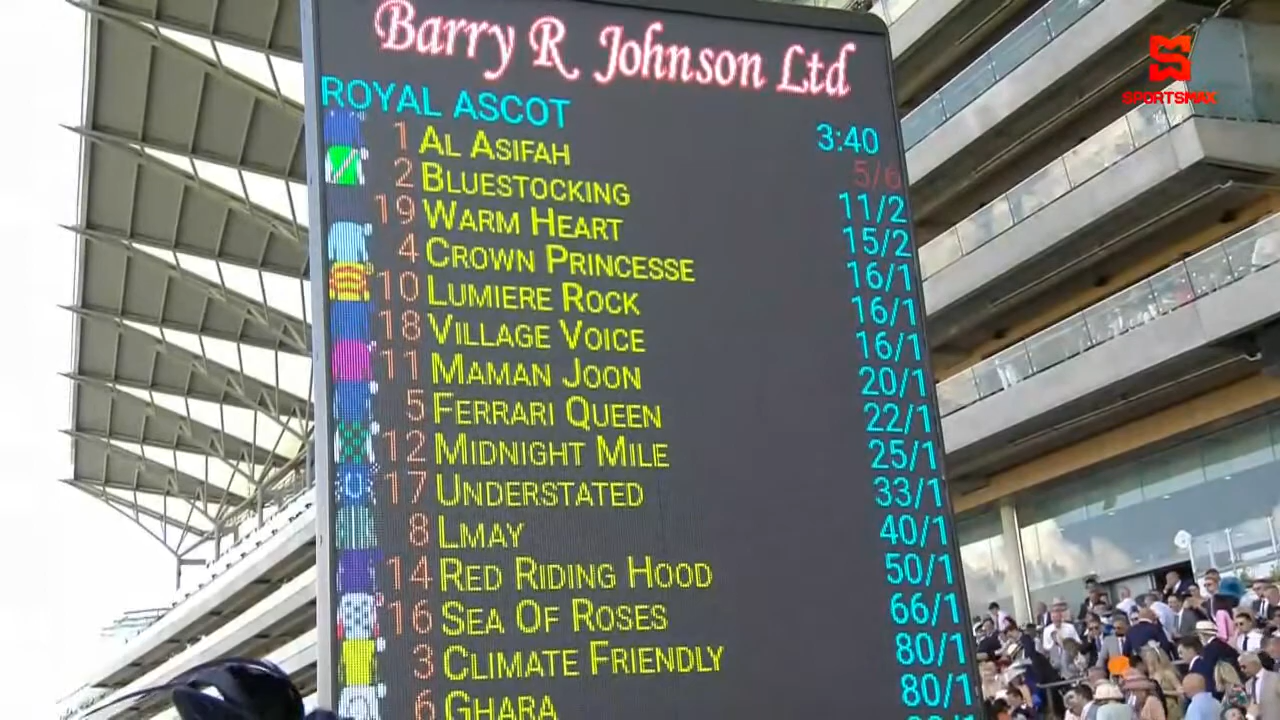 Barry R Johnson Ltd
SPORTSMAX
ROYAL ASCOT 3:40
1 AL ASIFAH 5/6
2 BLUESTOCKING 11/2
19 WARM HEART 15/2
4 CROWN PRINCESSE 16/1
10 LUMIERE ROCK 16/1
18 VILLAGE VOICE 16/1
11 MAMAN JOON 20/1
5 FERRARI QUEEN 22/1
12 MIDNIGHT MILE 25/1
17 UNDERSTATED 33/1
8 LMAY 40/1
14 RED RIDING HOOD 50/1
16 SEA OF ROSES 66/1
3 CLIMATE FRIENDLY 80/1
6 GHARA 80/1